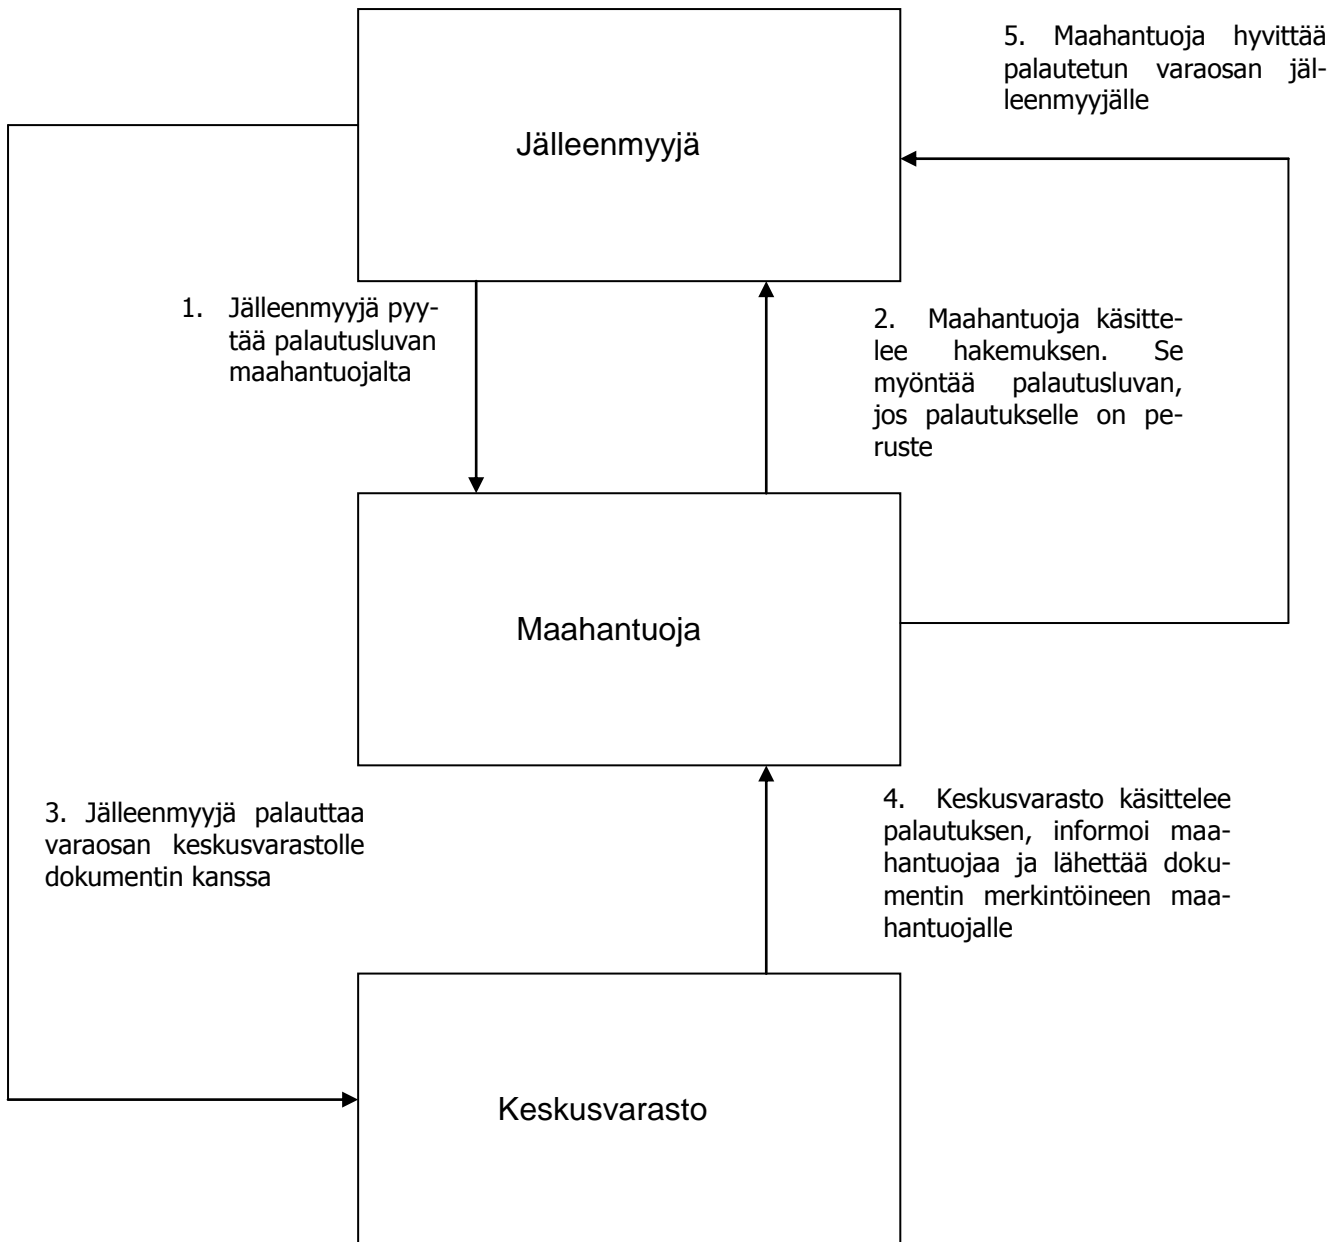 5. Maahantuoja hyvittää
palautetun varaosan jäl-
leenmyyjälle
Jälleenmyyjä
1. Jälleenmyyjä pyy-
tää palautusluvan
maahantuojalta
2. Maahantuoja käsitte-
lee hakemuksen. Se
myöntää palautusluvan,
jos palautukselle on pe-
ruste
Maahantuoja
3. Jälleenmyyjä palauttaa
varaosan keskusvarastolle
dokumentin kanssa
4. Keskusvarasto käsittelee
palautuksen, informoi maa-
hantuojaa ja lähettää doku-
mentin merkintöineen maa-
hantuojalle
Keskusvarasto